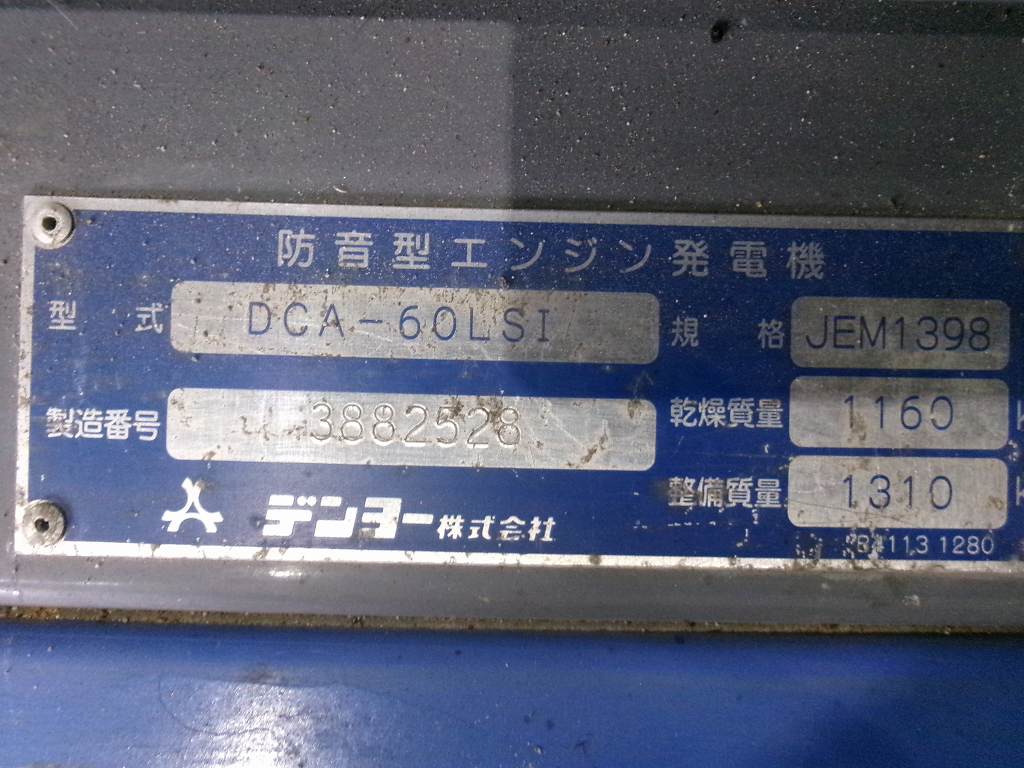 防音型エンジン発電機
型式 DCA-60LSI 規格 JEM1398
製造番号 3882528 乾燥質量 1160
整備質量 1310
デンヨー株式会社
1131280